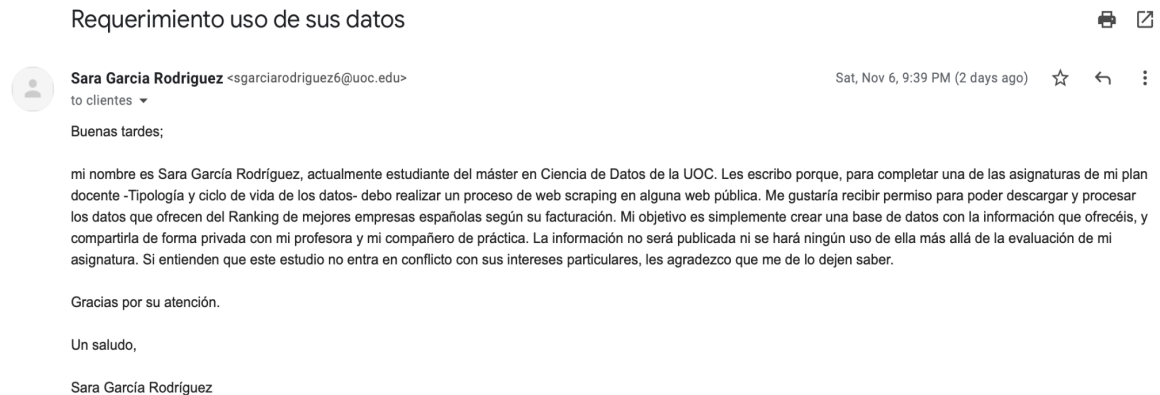 Requerimiento uso de sus datos
Sara Garcia Rodriguez <sgarciarodriguez6@uoc.edu>
Sat, Nov 6, 9:39 PM (2 days ago)
to clientes
Buenas tardes;
mi nombre es Sara García Rodríguez, actualmente estudiante del máster en Ciencia de Datos de la UOC. Les escribo porque, para completar una de las asignaturas de mi plan
docente -Tipología y ciclo de vida de los datos- debo realizar un proceso de web scraping en alguna web pública. Me gustaría recibir permiso para poder descargar y procesar
los datos que ofrecen del Ranking de mejores empresas españolas según su facturación. Mi objetivo es simplemente crear una base de datos con la información que ofrecéis, y
compartirla de forma privada con mi profesora y mi compañero de práctica. La información no será publicada ni se hará ningún uso de ella más allá de la evaluación de mi
asignatura. Si entienden que este estudio no entra en conflicto con sus intereses particulares, les agradezco que me de lo dejen saber.
Gracias por su atención.
Un saludo,
Sara García Rodríguez